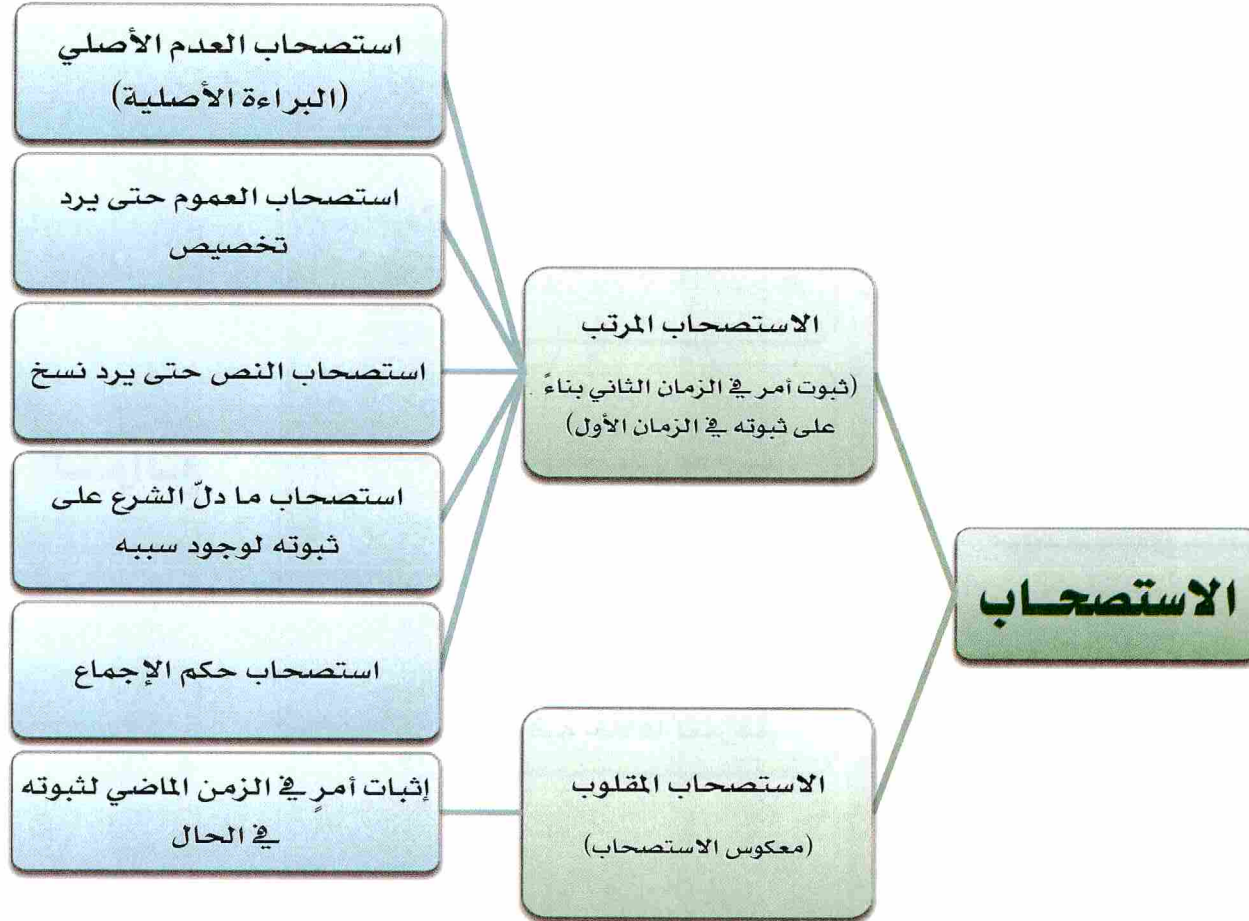 الاستصحــاب
الاستصحاب المرتب
(ثبوت أمر في الزمان الثاني بناءً
على ثبوته في الزمان الأول)
استصحاب العدم الأصلي
(البراءة الأصلية)
استصحاب العموم حتى يرد
تخصيص
استصحاب النص حتى يرد نسخ
استصحاب ما دلّ الشرع على
ثبوته لوجود سببه
استصحاب حكم الإجماع
الاستصحاب المقلوب
(معكوس الاستصحاب)
إثبات أمرٍ في الزمن الماضي لثبوته
في الحال